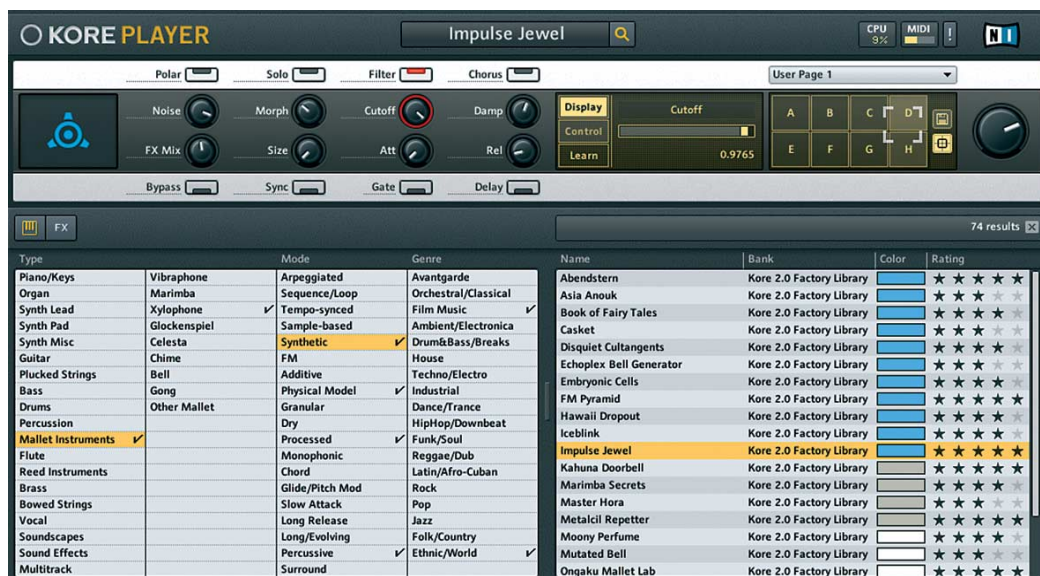 KORE PLAYER
Impulse Jewel
CPU 9%
MIDI
!
NI
Polar
Solo
Filter
Chorus
User Page 1
Noise
Morph
Cutoff
Damp
FX Mix
Size
Att
Rel
Display
Control
Learn
Cutoff
0.9765
A B C D
E F G H
Bypass
Sync
Gate
Delay
FX
74 results
Type Mode Genre
Piano/Keys Vibraphone Arpeggiated Avantgarde
Organ Marimba Sequence/Loop Orchestral/Classical
Synth Lead Xylophone Tempo-synced Film Music
Synth Pad Glockenspiel Sample-based Ambient/Electronica
Synth Misc Celesta Synthetic Drum&Bass/Breaks
Guitar Chime FM House
Plucked Strings Bell Additive Techno/Electro
Bass Gong Physical Model Industrial
Drums Other Mallet Granular Dance/Trance
Percussion Dry HipHop/Downbeat
Mallet Instruments Processed Funk/Soul
Flute Monophonic Reggae/Dub
Reed Instruments Chord Latin/Afro-Cuban
Brass Glide/Pitch Mod Rock
Bowed Strings Slow Attack Pop
Vocal Long Release Jazz
Soundscapes Long/Evolving Folk/Country
Sound Effects Percussive Ethnic/World
Multitrack Surround
Name Bank Color Rating
Abendstern Kore 2.0 Factory Library
Asia Anouk Kore 2.0 Factory Library
Book of Fairy Tales Kore 2.0 Factory Library
Casket Kore 2.0 Factory Library
Disquiet Cultangents Kore 2.0 Factory Library
Echoplex Bell Generator Kore 2.0 Factory Library
Embryonic Cells Kore 2.0 Factory Library
FM Pyramid Kore 2.0 Factory Library
Hawaii Dropout Kore 2.0 Factory Library
Iceblink Kore 2.0 Factory Library
Impulse Jewel Kore 2.0 Factory Library
Kahuna Doorbell Kore 2.0 Factory Library
Marimba Secrets Kore 2.0 Factory Library
Master Hora Kore 2.0 Factory Library
Metalcil Repetter Kore 2.0 Factory Library
Moony Perfume Kore 2.0 Factory Library
Mutated Bell Kore 2.0 Factory Library
Ongaku Mallet Lab Kore 2.0 Factory Library